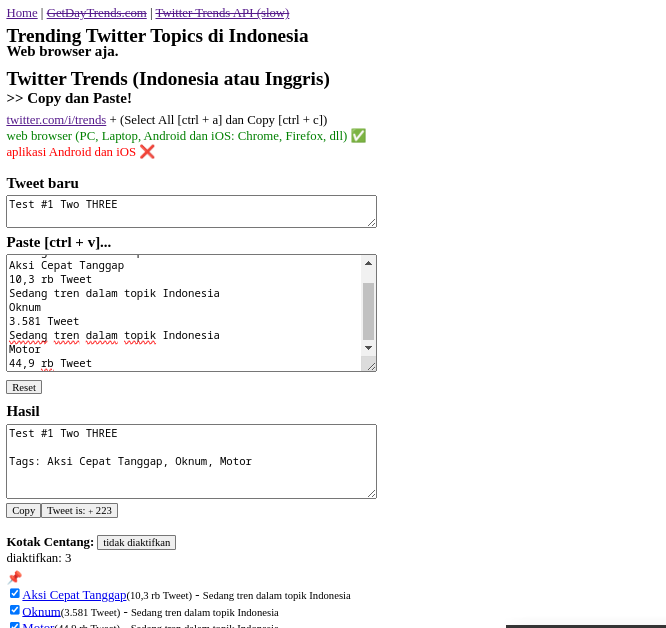 Home | GetDayTrends.com | Twitter Trends API (slow)
Trending Twitter Topics di Indonesia
Web browser aja.
Twitter Trends (Indonesia atau Inggris)
>> Copy dan Paste!
twitter.com/i/trends + (Select All [ctrl + a] dan Copy [ctrl + c])
web browser (PC, Laptop, Android dan iOS: Chrome, Firefox, dll) ✅
aplikasi Android dan iOS ❌
Tweet baru
Test #1 Two THREE
Paste [ctrl + v]...
Aksi Cepat Tanggap
10,3 rb Tweet
Sedang tren dalam topik Indonesia
Oknum
3.581 Tweet
Sedang tren dalam topik Indonesia
Motor
44,9 rb Tweet
Reset
Hasil
Test #1 Two THREE
Tags: Aksi Cepat Tanggap, Oknum, Motor
Copy Tweet is: + 223
Kotak Centang: tidak diaktifkan
diaktifkan: 3
📌
Aksi Cepat Tanggap(10,3 rb Tweet) - Sedang tren dalam topik Indonesia
Oknum(3.581 Tweet) - Sedang tren dalam topik Indonesia
Motor(44,9 rb Tweet) - Sedang tren dalam topik Indonesia